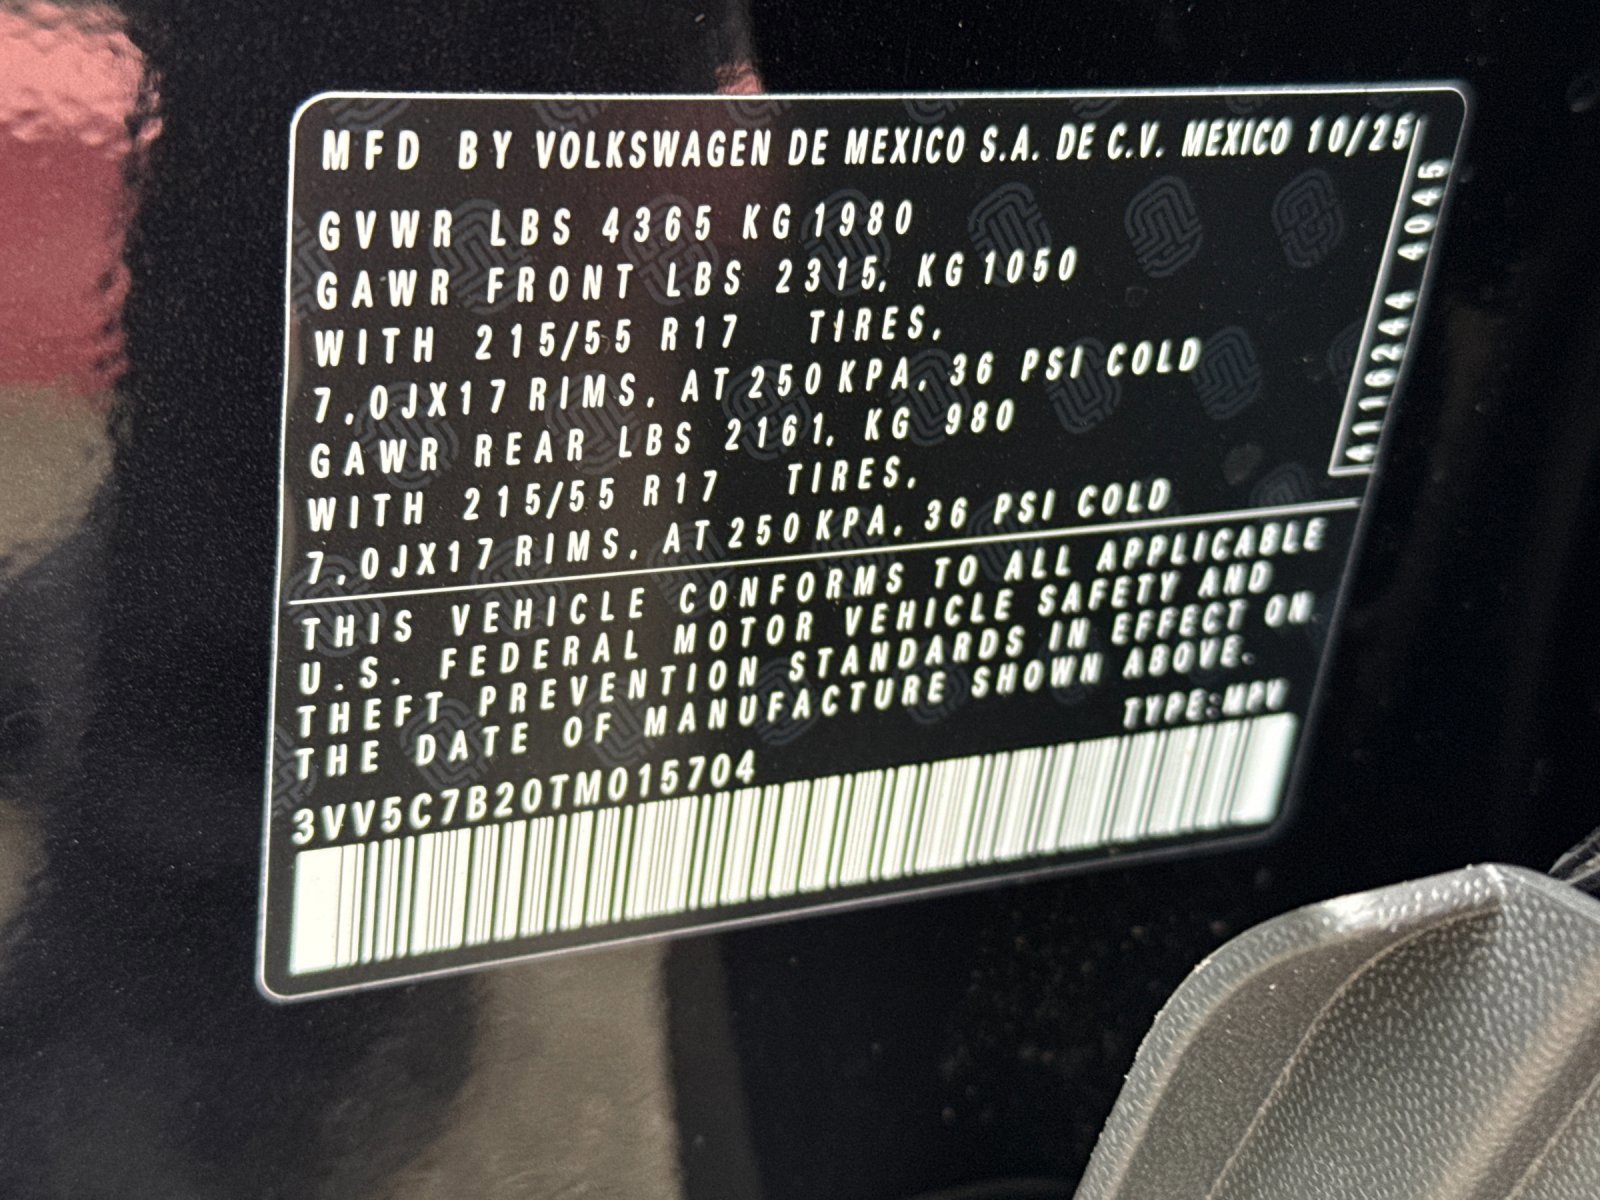 MFD BY VOLKSWAGEN DE MEXICO S.A. DE C.V. MEXICO 10/25
GVWR LBS 4365 KG 1980
GAWR FRONT LBS 2315, KG 1050
WITH 215/55 R17 TIRES,
7,0JX17 RIMS, AT 250 KPA, 36 PSI COLD
GAWR REAR LBS 2161, KG 980
WITH 215/55 R17 TIRES,
7,0JX17 RIMS, AT 250 KPA, 36 PSI COLD
6116244 4045
THIS VEHICLE CONFORMS TO ALL APPLICABLE
U.S. FEDERAL MOTOR VEHICLE SAFETY AND
THEFT PREVENTION STANDARDS IN EFFECT ON
THE DATE OF MANUFACTURE SHOWN ABOVE.
TYPE:MPV
3VV5C7B20TM015704